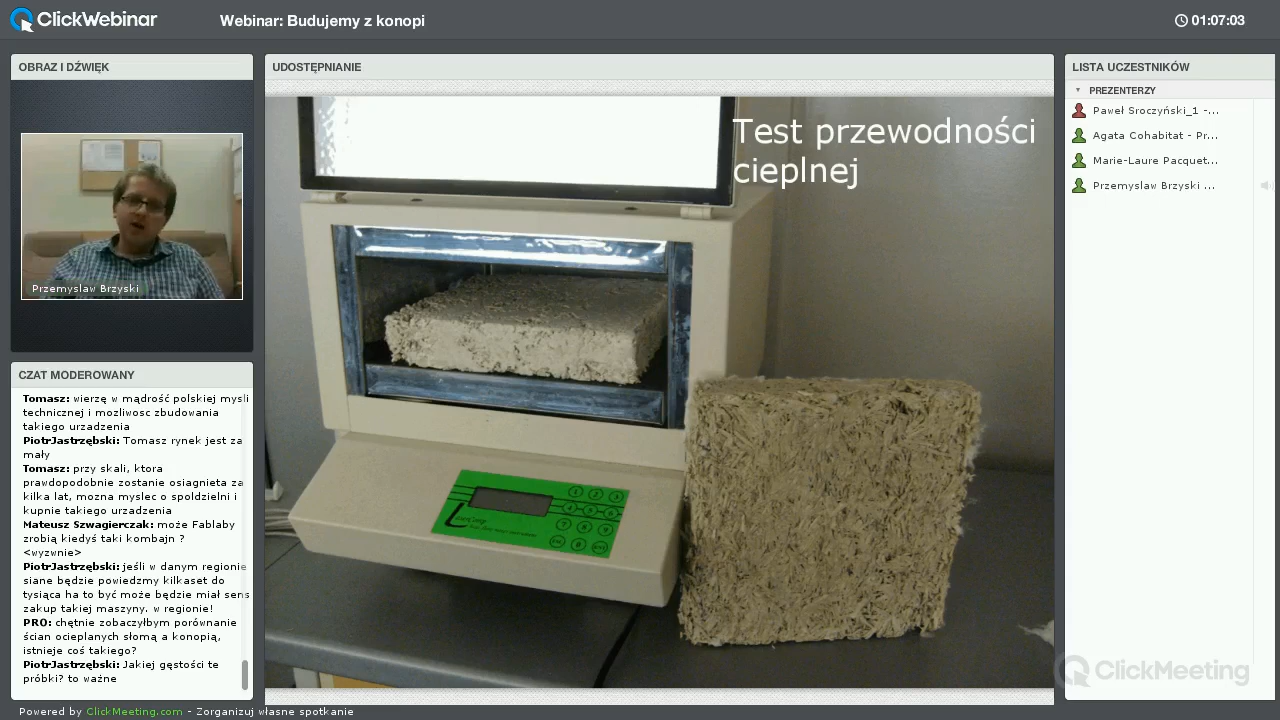 ClickWebinar
Webinar: Budujemy z konopi
01:07:03
OBRAZ I DŹWIĘK
Przemyslaw Brzyski
CZAT MODEROWANY
Tomasz: wierzę w mądrość polskiej mysli
technicznej i mozliwosc zbudowania
takiego urzadzenia
PiotrJastrzębski: Tomasz rynek jest za
mały
Tomasz: przy skali, ktora
prawdopodobnie zostanie osiagnieta za
kilka lat, mozna myslec o spoldzielni i
kupnie takiego urzadzenia
Mateusz Szwagierczak: może Fablaby
zrobią kiedyś taki kombajn ?
<wyzwnie>
PiotrJastrzębski: jeśli w danym regionie
siane będzie powiedzmy kilkaset do
tysiąca ha to być może będzie miał sens
zakup takiej maszyny. w regionie!
PRO: chętnie zobaczyłbym porównanie
ścian ocieplanych słomą a konopią,
istnieje coś takiego?
PiotrJastrzębski: Jakiej gęstości te
próbki? to ważne
UDOSTĘPNIANIE
Test przewodności
cieplnej
LISTA UCZESTNIKÓW
PREZENTERZY
Paweł Sroczyński_1 -...
Agata Cohabitat - Pr...
Marie-Laure Pacquet...
Przemyslaw Brzyski ...
ClickMeeting
Powered by ClickMeeting.com - Zorganizuj własne spotkanie